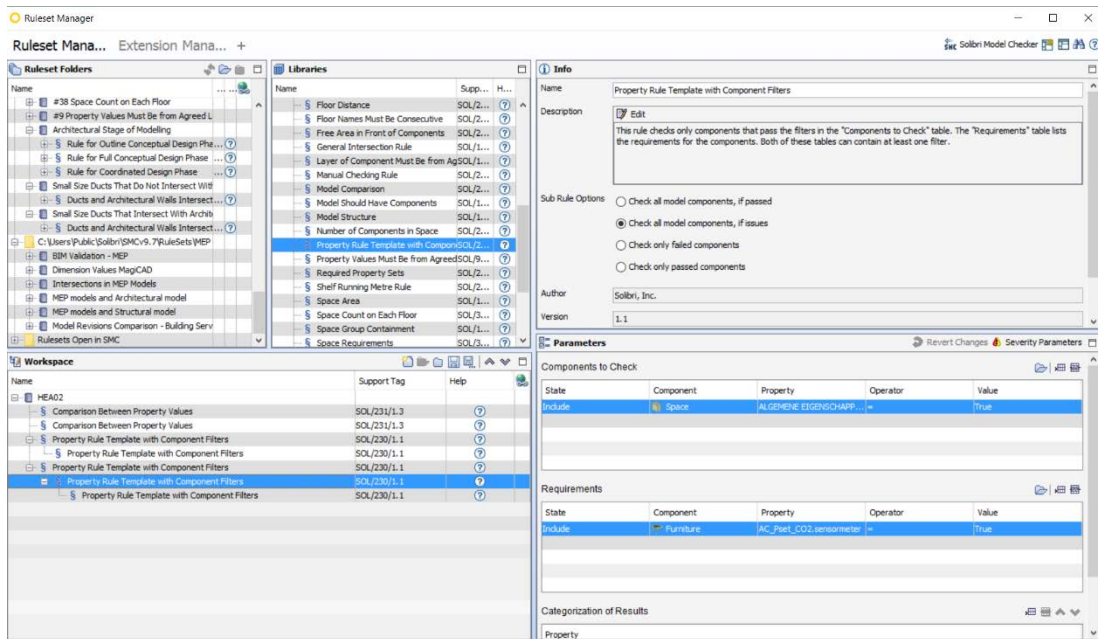 Ruleset Manager
Ruleset Mana... Extension Mana... +
Solibri Model Checker
Ruleset Folders
Name
#38 Space Count on Each Floor
#9 Property Values Must Be from Agreed L
Architectural Stage of Modelling
§ Rule for Outline Conceptual Design Pha...
§ Rule for Full Conceptual Design Phase ...
§ Rule for Coordinated Design Phase ...
Small Size Ducts That Do Not Intersect With
§ Ducts and Architectural Walls Intersect...
Small Size Ducts That Intersect With Archite
§ Ducts and Architectural Walls Intersect...
C:\Users\Public\Solibri\SMCv9.7\RuleSets\MEP
BIM Validation - MEP
Dimension Values MagiCAD
Intersections in MEP Models
MEP models and Architectural model
MEP models and Structural model
Model Revisions Comparison - Building Serv
Rulesets Open in SMC
Libraries
Name Supp... H...
§ Floor Distance SOL/2...
§ Floor Names Must Be Consecutive SOL/2...
§ Free Area in Front of Components SOL/2...
§ General Intersection Rule SOL/1...
§ Layer of Component Must Be from Ag SOL/1...
§ Manual Checking Rule SOL/2...
§ Model Comparison SOL/2...
§ Model Should Have Components SOL/1...
§ Model Structure SOL/1...
§ Number of Components in Space SOL/2...
§ Property Rule Template with Compon SOL/2...
§ Property Values Must Be from Agreed SOL/9...
§ Required Property Sets SOL/2...
§ Shelf Running Metre Rule SOL/2...
§ Space Area SOL/1...
§ Space Count on Each Floor SOL/3...
§ Space Group Containment SOL/1...
§ Space Requirements SOL/3...
Info
Name Property Rule Template with Component Filters
Description Edit
This rule checks only components that pass the filters in the "Components to Check" table. The "Requirements" table lists
the requirements for the components. Both of these tables can contain at least one filter.
Sub Rule Options Check all model components, if passed
Check all model components, if issues
Check only failed components
Check only passed components
Author Solibri, Inc.
Version 1.1
Workspace
Name Support Tag Help
HEA02
§ Comparison Between Property Values SOL/231/1.3
§ Comparison Between Property Values SOL/231/1.3
§ Property Rule Template with Component Filters SOL/230/1.1
§ Property Rule Template with Component Filters SOL/230/1.1
§ Property Rule Template with Component Filters SOL/230/1.1
§ Property Rule Template with Component Filters SOL/230/1.1
§ Property Rule Template with Component Filters SOL/230/1.1
Parameters Revert Changes Severity Parameters
Components to Check
State Component Property Operator Value
Include Space ALGEMENE EIGENSCHAPP... = True
Requirements
State Component Property Operator Value
Include Furniture AC_Pset_CO2.sensormeter = True
Categorization of Results
Property